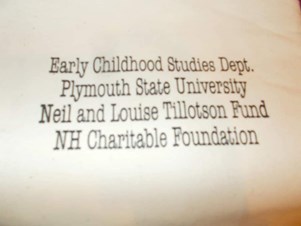 Early Childhood Studies Dept.
Plymouth State University
Neil and Louise Tillotson Fund
NH Charitable Foundation